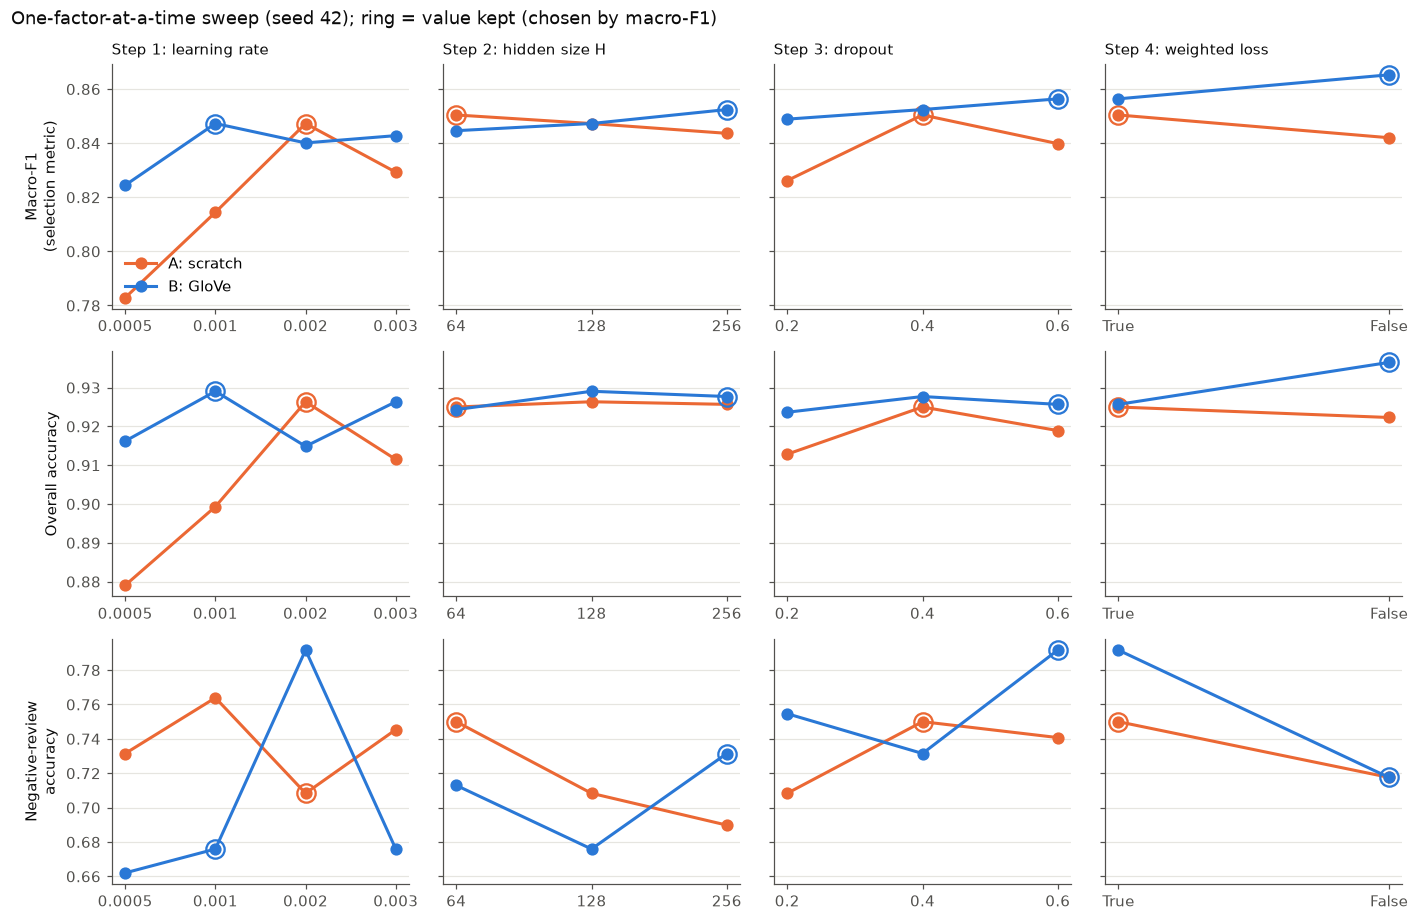 One-factor-at-a-time sweep (seed 42); ring = value kept (chosen by macro-F1)
Step 1: learning rate
Step 2: hidden size H
Step 3: dropout
Step 4: weighted loss
Macro-F1
(selection metric)
0.86
0.84
0.82
0.80
0.78
A: scratch
B: GloVe
0.0005 0.001 0.002 0.003
64 128 256
0.2 0.4 0.6
True False
Overall accuracy
0.93
0.92
0.91
0.90
0.89
0.88
0.0005 0.001 0.002 0.003
64 128 256
0.2 0.4 0.6
True False
Negative-review
accuracy
0.78
0.76
0.74
0.72
0.70
0.68
0.66
0.0005 0.001 0.002 0.003
64 128 256
0.2 0.4 0.6
True False